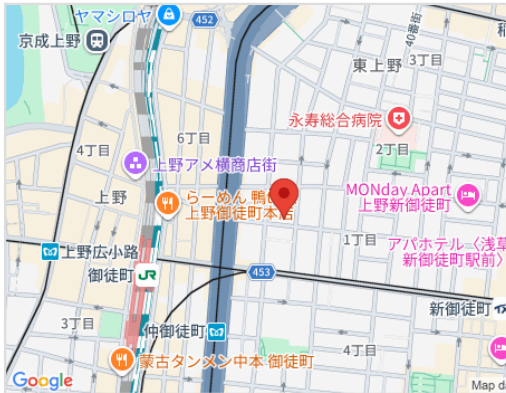 ヤマシロヤ
452
40番街
京成上野
東上野
永寿総合病院
6丁目
4丁目
2丁目
上野アメ横商店街
MONday Apart
上野新御徒町
上野
らーめん 鴨
上野御徒町本店
1丁目
上野広小路
アパホテル〈浅草
新御徒町駅前〉
御徒町
JR
453
新御徒町
3丁目
仲御徒町
4丁目
蒙古タンメン中本 御徒町
Google
Map da